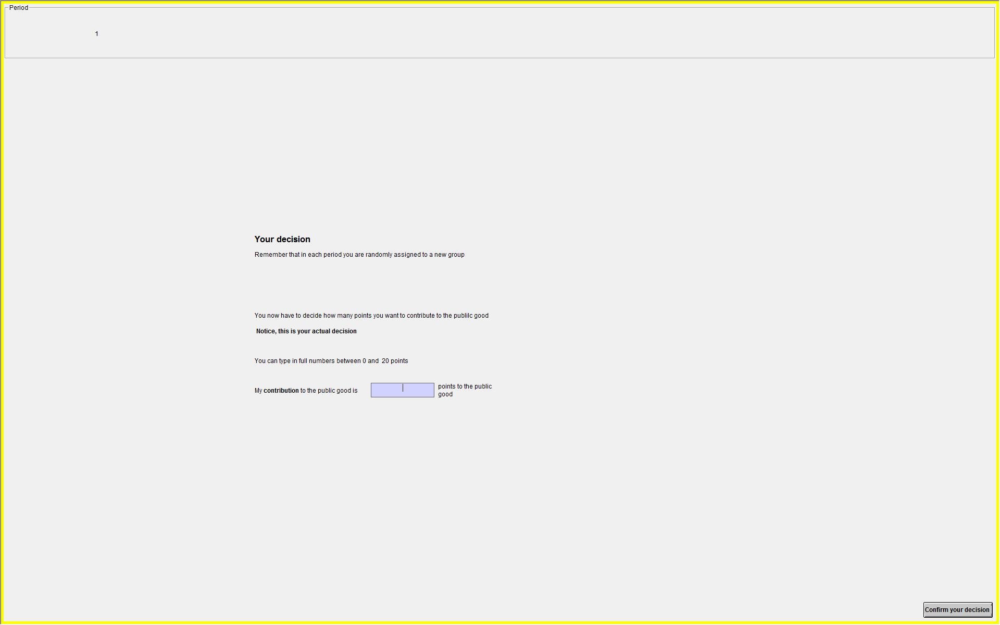 Period
1
Your decision
Remember that in each period you are randomly assigned to a new group
You now have to decide how many points you want to contribute to the publilc good
Notice, this is your actual decision
You can type in full numbers between 0 and 20 points
My contribution to the public good is
points to the public
good
Confirm your decision